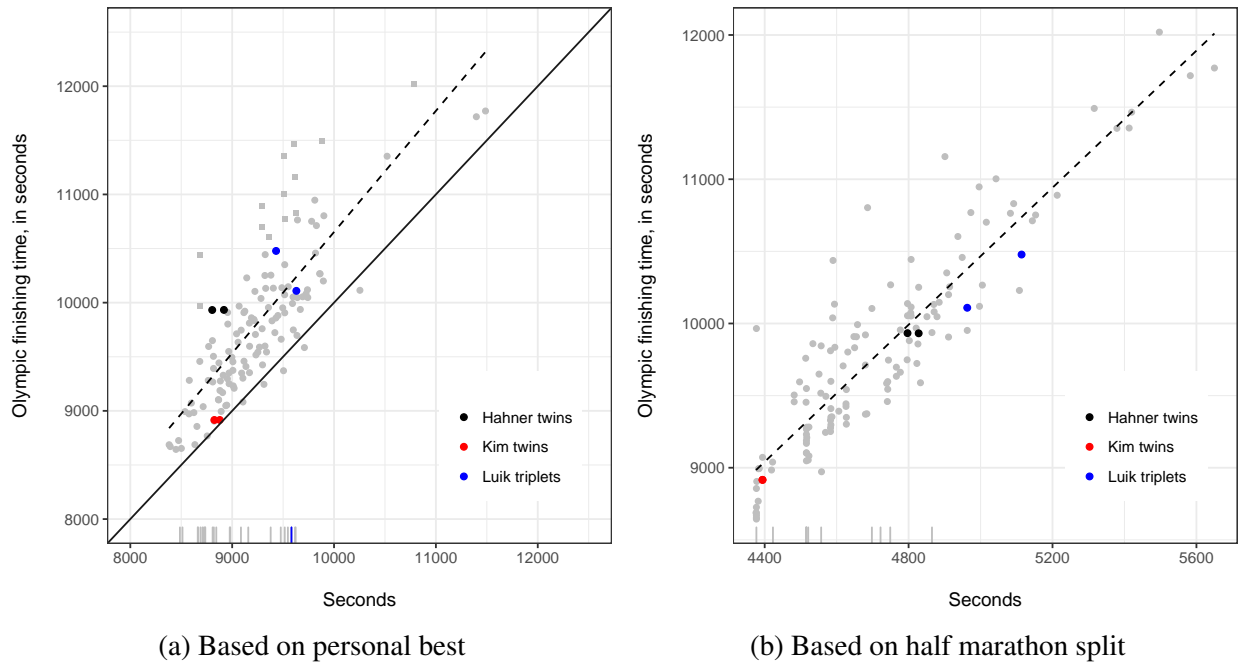 12000
11000
10000
9000
8000
8000
9000
10000
11000
12000
Seconds
Olympic finishing time, in seconds
Hahner twins
Kim twins
Luik triplets
(a) Based on personal best
12000
11000
10000
9000
4400
4800
5200
5600
Seconds
Olympic finishing time, in seconds
Hahner twins
Kim twins
Luik triplets
(b) Based on half marathon split